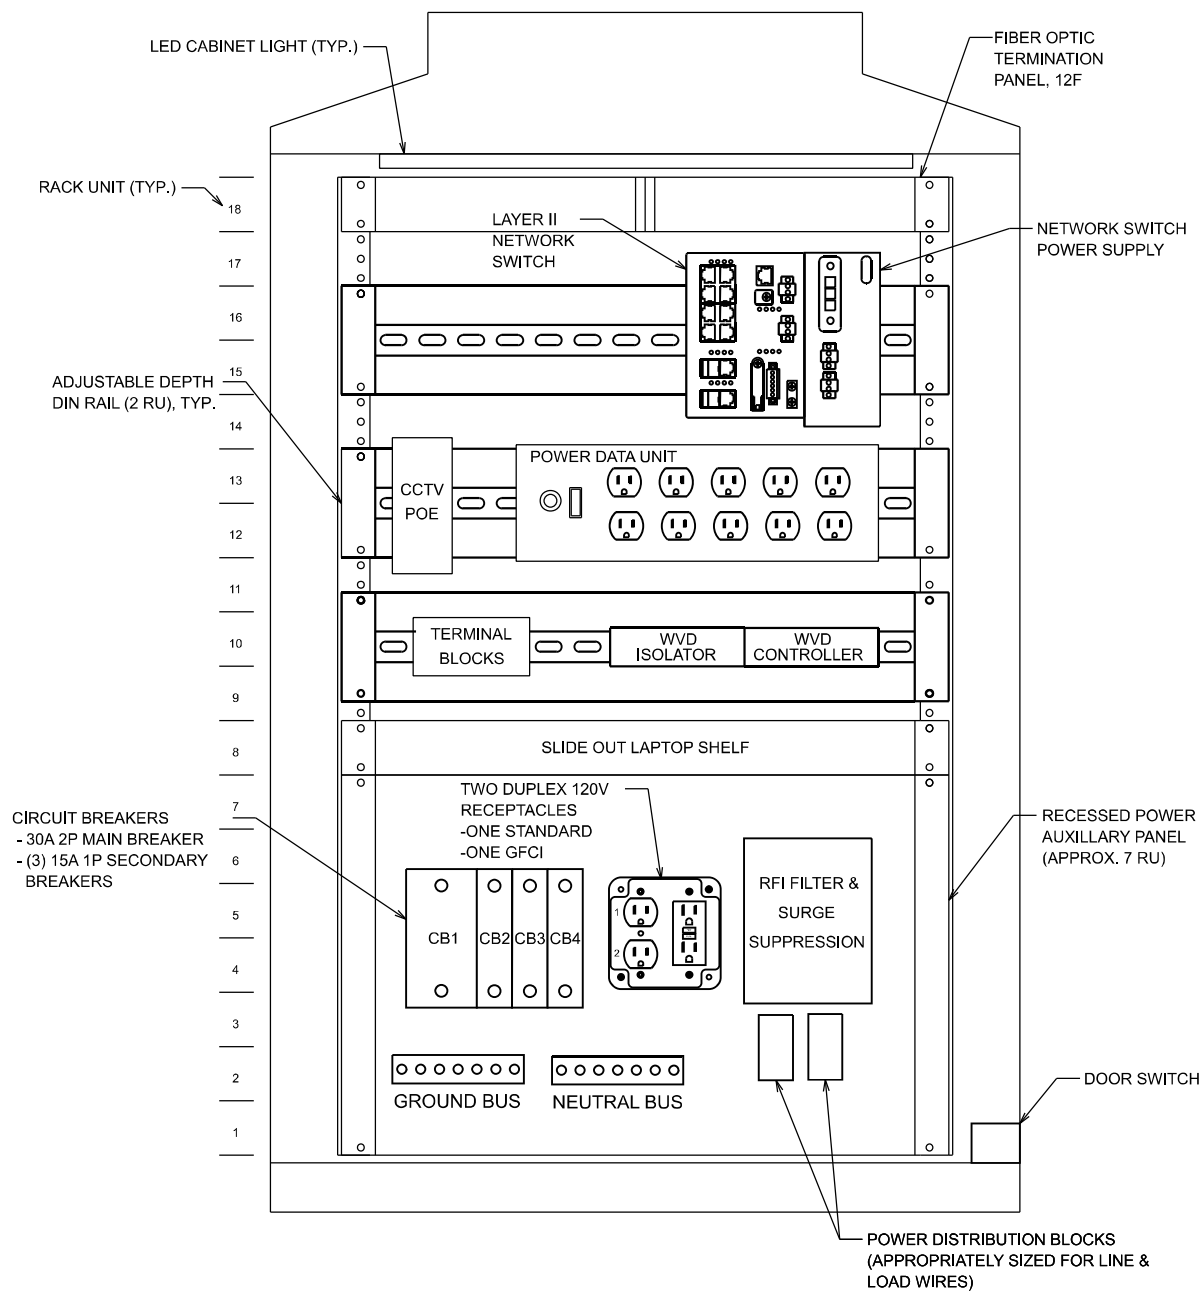 LED CABINET LIGHT (TYP.)
FIBER OPTIC
TERMINATION
PANEL, 12F
RACK UNIT (TYP.)
18
LAYER II
NETWORK
SWITCH
NETWORK SWITCH
POWER SUPPLY
17
16
15
ADJUSTABLE DEPTH
DIN RAIL (2 RU), TYP.
14
POWER DATA UNIT
13
CCTV
POE
12
11
10
TERMINAL
BLOCKS
WVD
ISOLATOR
WVD
CONTROLLER
9
8
SLIDE OUT LAPTOP SHELF
7
CIRCUIT BREAKERS
- 30A 2P MAIN BREAKER
- (3) 15A 1P SECONDARY
BREAKERS
TWO DUPLEX 120V
RECEPTACLES
-ONE STANDARD
-ONE GFCI
RECESSED POWER
AUXILLARY PANEL
(APPROX. 7 RU)
6
5
CB1
CB2
CB3
CB4
1
2
RFI FILTER &
SURGE
SUPPRESSION
4
3
2
GROUND BUS
NEUTRAL BUS
DOOR SWITCH
1
POWER DISTRIBUTION BLOCKS
(APPROPRIATELY SIZED FOR LINE &
LOAD WIRES)